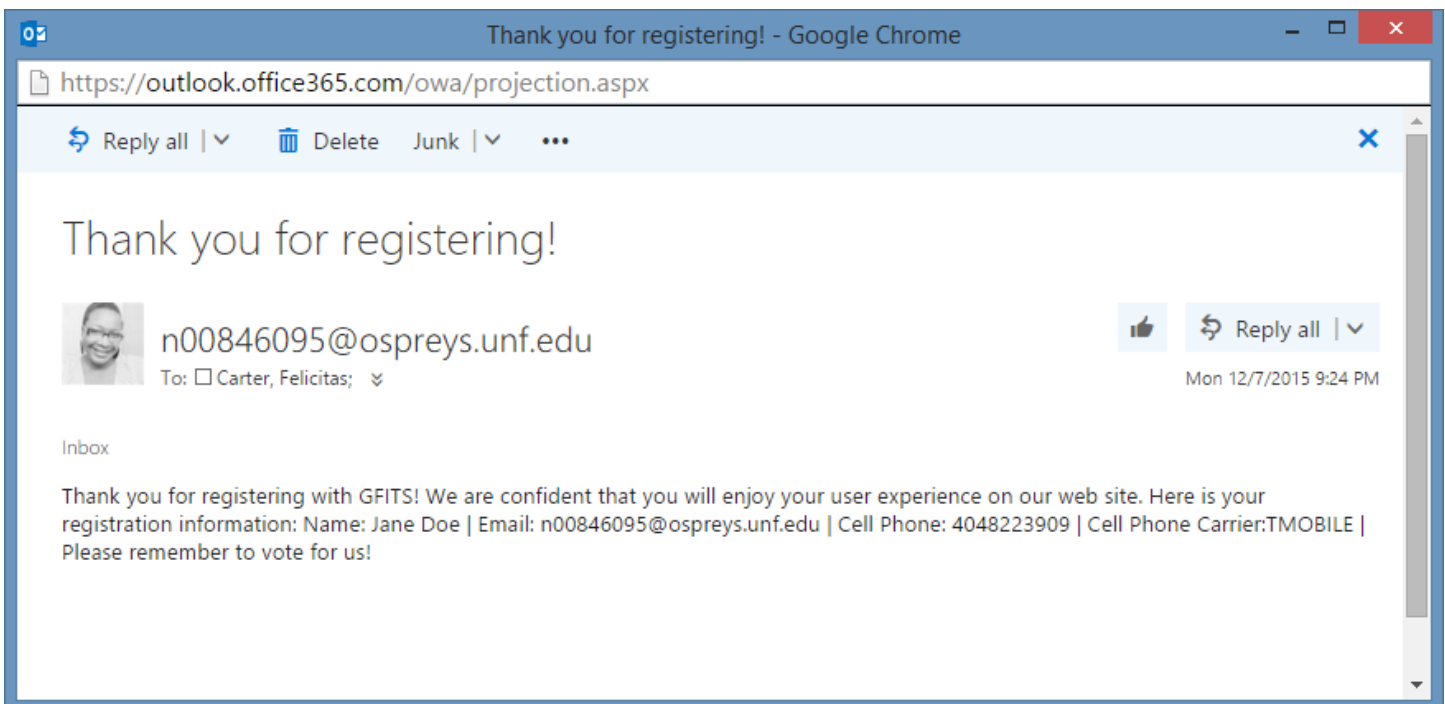 Thank you for registering! - Google Chrome
https://outlook.office365.com/owa/projection.aspx
Reply all | Delete Junk | •••
Thank you for registering!
n00846095@ospreys.unf.edu
Reply all |
To: Carter, Felicitas;
Mon 12/7/2015 9:24 PM
Inbox
Thank you for registering with GFITS! We are confident that you will enjoy your user experience on our web site. Here is your
registration information: Name: Jane Doe | Email: n00846095@ospreys.unf.edu | Cell Phone: 4048223909 | Cell Phone Carrier:TMOBILE |
Please remember to vote for us!